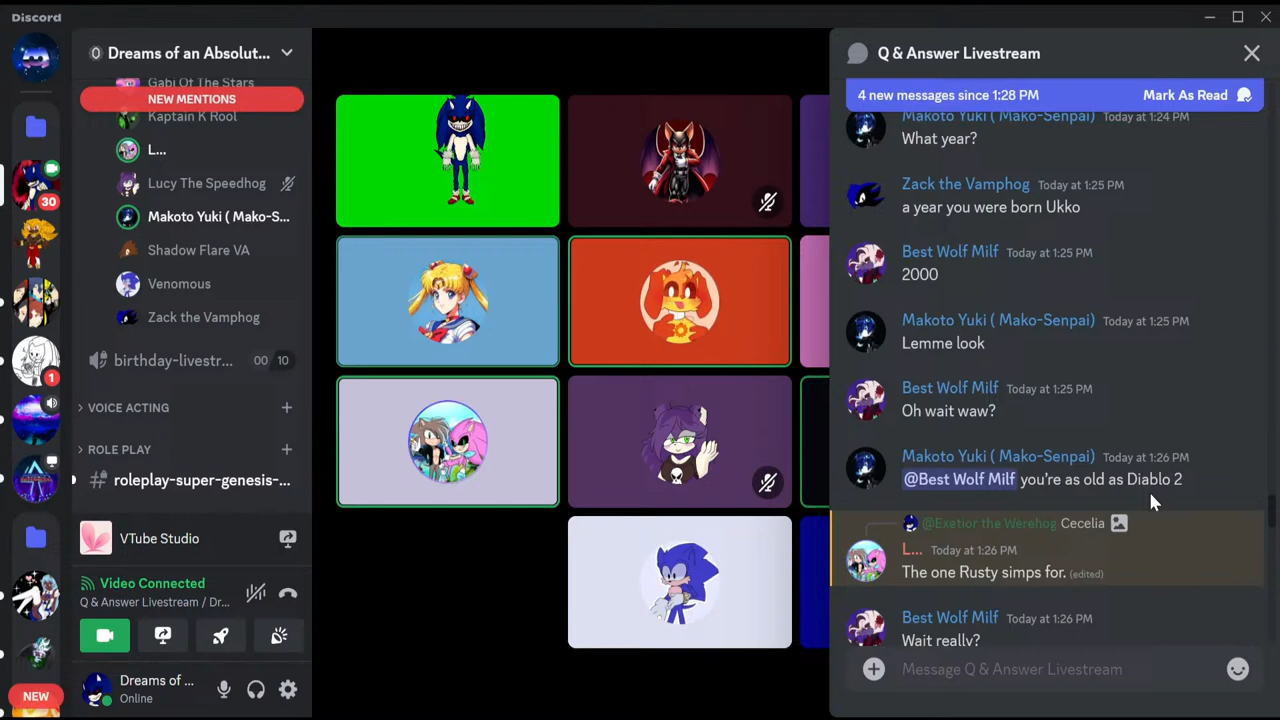 Discord
Dreams of an Absolut...
Gabi Of The Stars
NEW MENTIONS
Kaptain K Rool
L...
Lucy The Speedhog
Makoto Yuki ( Mako-S...
Shadow Flare VA
Venomous
Zack the Vamphog
birthday-livestr... 00 10
VOICE ACTING
ROLE PLAY
roleplay-super-genesis-...
VTube Studio
Video Connected
Q & Answer Livestream / Dr...
Dreams of ...
Online
30
1
NEW
Q & Answer Livestream
4 new messages since 1:28 PM Mark As Read
Makoto Yuki ( Mako-Senpai) Today at 1:24 PM
What year?
Zack the Vamphog Today at 1:25 PM
a year you were born Ukko
Best Wolf Milf Today at 1:25 PM
2000
Makoto Yuki ( Mako-Senpai) Today at 1:25 PM
Lemme look
Best Wolf Milf Today at 1:25 PM
Oh wait waw?
Makoto Yuki ( Mako-Senpai) Today at 1:26 PM
@Best Wolf Milf you're as old as Diablo 2
@Exetior the Werehog Cecelia
L... Today at 1:26 PM
The one Rusty simps for. (edited)
Best Wolf Milf Today at 1:26 PM
Wait really?
Message Q & Answer Livestream